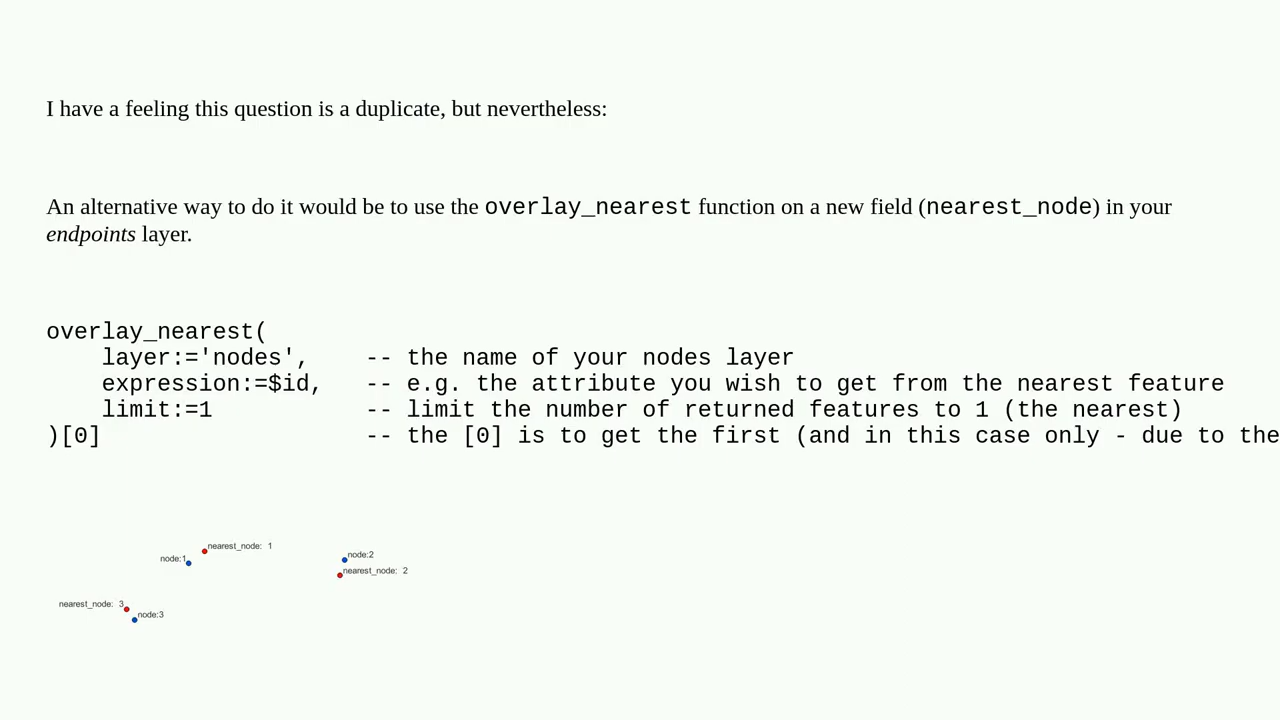 I have a feeling this question is a duplicate, but nevertheless:
An alternative way to do it would be to use the overlay_nearest function on a new field (nearest_node) in your
endpoints layer.
overlay_nearest(
    layer:='nodes',    -- the name of your nodes layer
    expression:=$id,   -- e.g. the attribute you wish to get from the nearest feature
    limit:=1           -- limit the number of returned features to 1 (the nearest)
)[0]                   -- the [0] is to get the first (and in this case only - due to the
nearest_node: 1
node:1
node:2
nearest_node: 2
nearest_node: 3
node:3